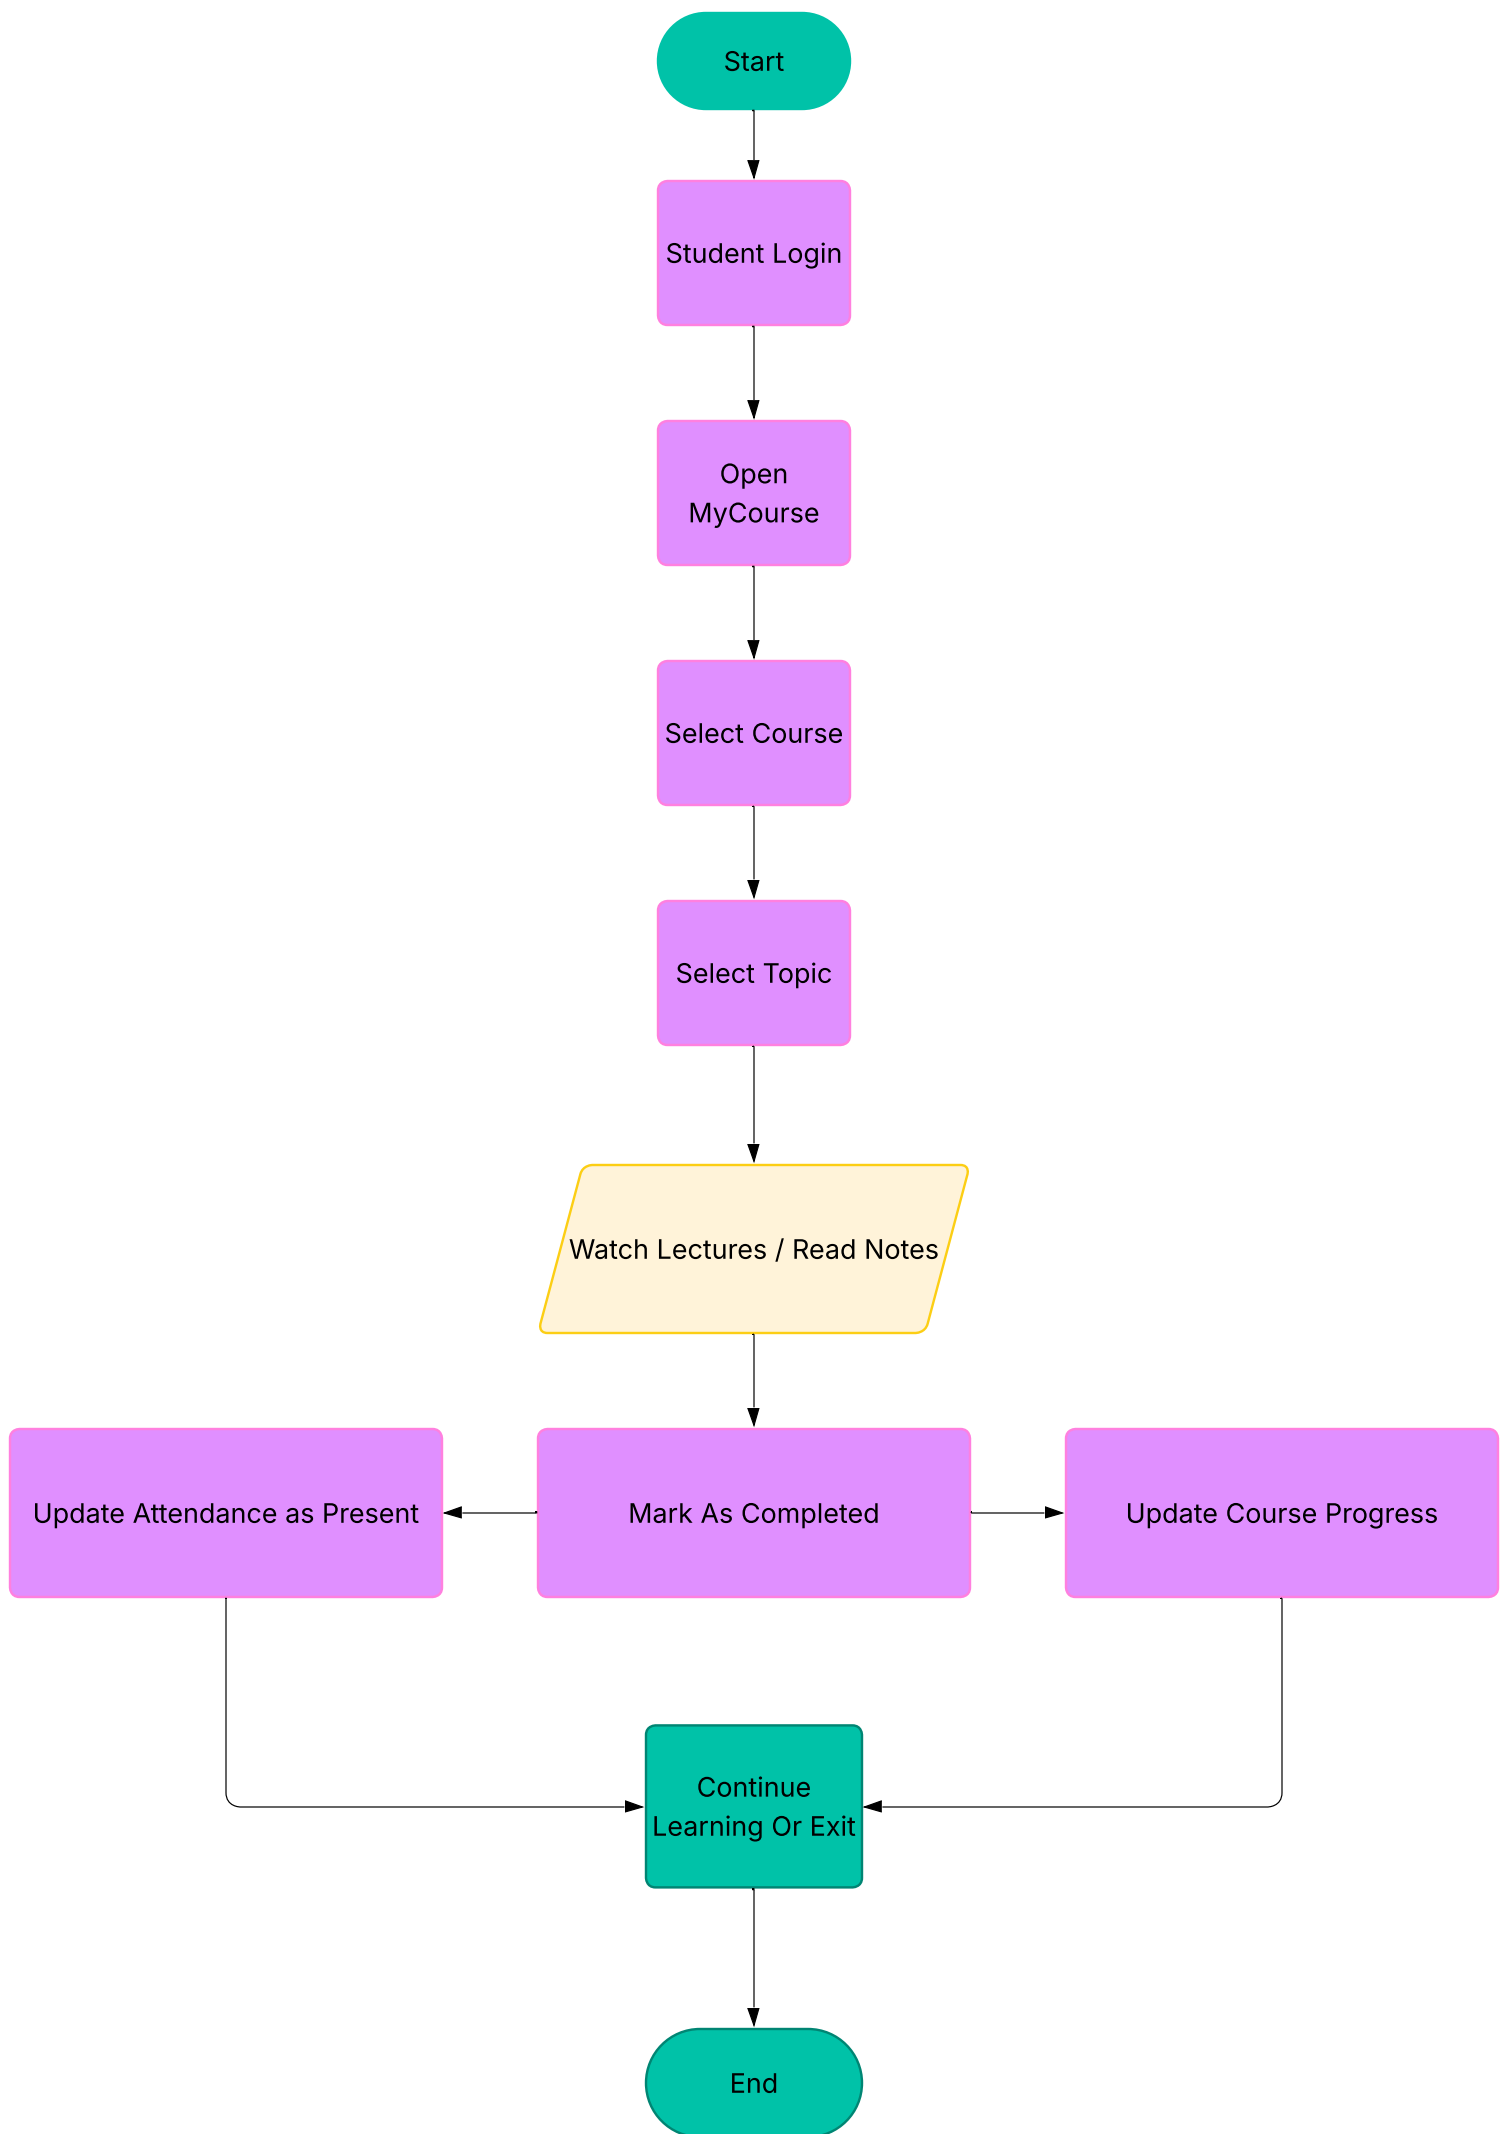 Start
Student Login
Open
MyCourse
Select Course
Select Topic
Watch Lectures / Read Notes
Update Attendance as Present
Mark As Completed
Update Course Progress
Continue
Learning Or Exit
End